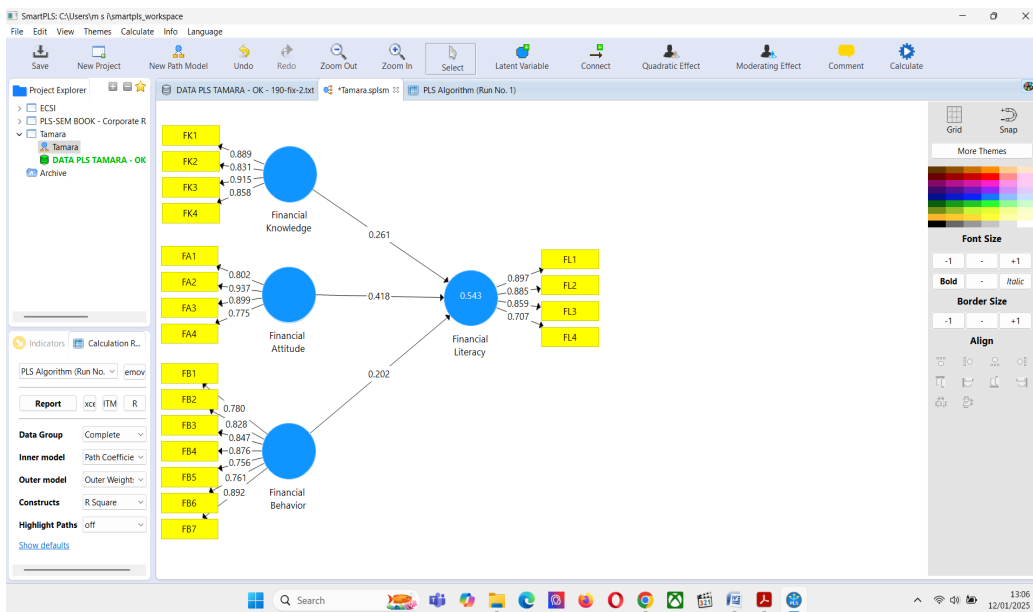 SmartPLS: C:\Users\m s i\smartpls_workspace
File Edit View Themes Calculate Info Language
Save New Project New Path Model Undo Redo Zoom Out Zoom In Select Latent Variable Connect Quadratic Effect Moderating Effect Comment Calculate
Project Explorer
ECSI
PLS-SEM BOOK - Corporate R
Tamara
Tamara
DATA PLS TAMARA - OK
Archive
Indicators Calculation R...
PLS Algorithm (Run No. emov
Report xce ITM R
Data Group Complete
Inner model Path Coefficie
Outer model Outer Weight:
Constructs R Square
Highlight Paths off
Show defaults
DATA PLS TAMARA - OK - 190-fix-2.txt *Tamara.splsm PLS Algorithm (Run No. 1)
FK1
FK2
FK3
FK4
0.889
0.831
0.915
0.858
Financial
Knowledge
0.261
FA1
FA2
FA3
FA4
0.802
0.937
0.899
0.775
Financial
Attitude
0.418
FB1
FB2
FB3
FB4
FB5
FB6
FB7
0.780
0.828
0.847
0.876
0.756
0.761
0.892
Financial
Behavior
0.202
0.543
Financial
Literacy
0.897
0.885
0.859
0.707
FL1
FL2
FL3
FL4
Grid Snap
More Themes
Font Size
-1 - +1
Bold - Italic
Border Size
-1 - +1
Align
Search
321
PLS
13:06
12/01/2026